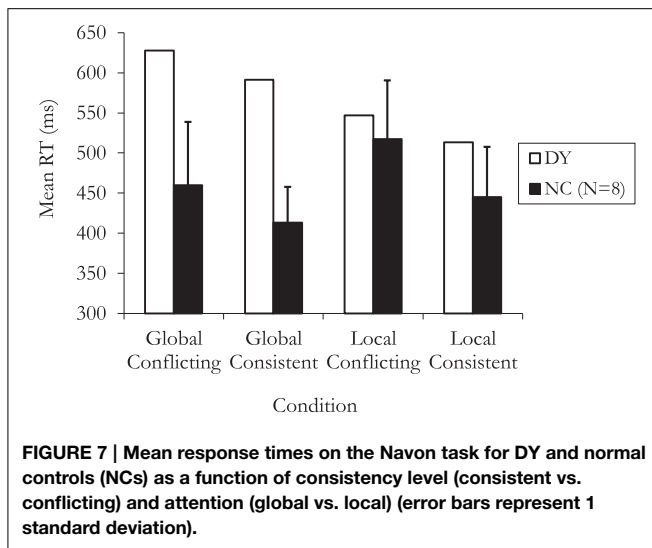 650
600
550
500
450
400
350
300
Mean RT (ms)
DY
NC (N=8)
Global Conflicting
Global Consistent
Local Conflicting
Local Consistent
Condition
FIGURE 7 | Mean response times on the Navon task for DY and normal
controls (NCs) as a function of consistency level (consistent vs.
conflicting) and attention (global vs. local) (error bars represent 1
standard deviation).